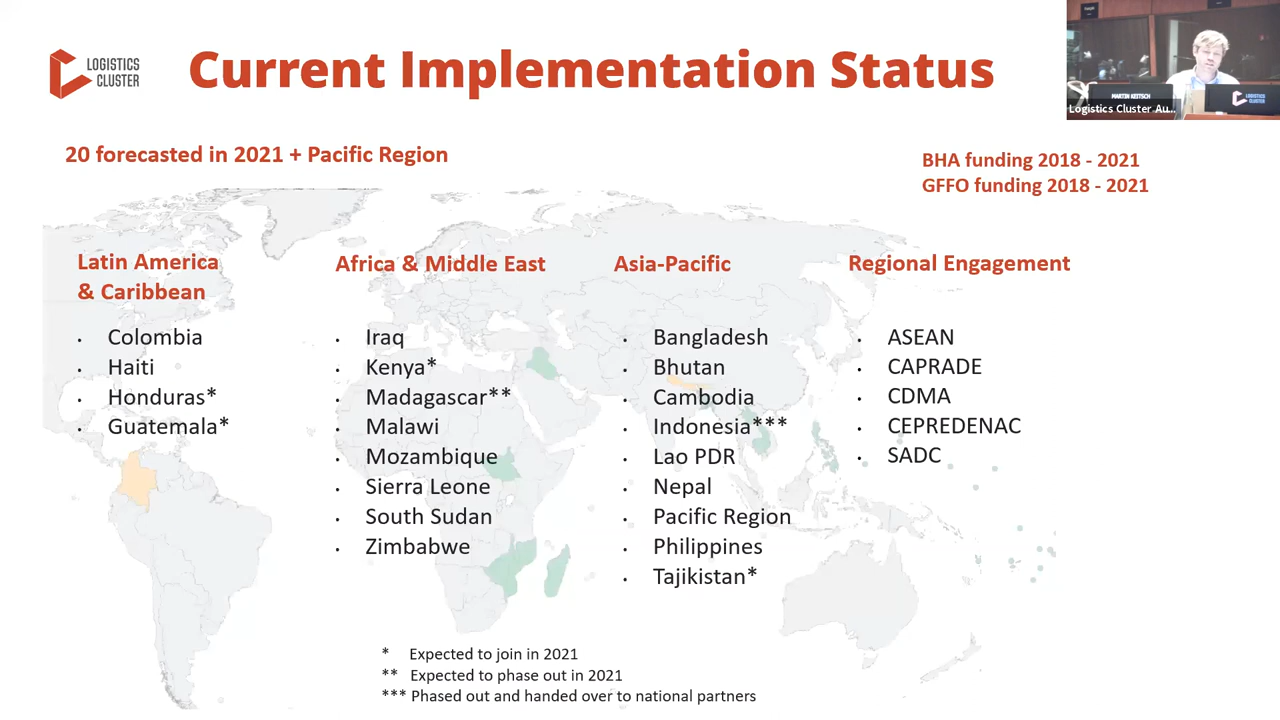 LOGISTICS
CLUSTER
Current Implementation Status
MARTIN KEITSCH
LOGISTICS
CLUSTER
Logistics Cluster Au...
20 forecasted in 2021 + Pacific Region
BHA funding 2018 - 2021
GFFO funding 2018 - 2021
Latin America
& Caribbean
• Colombia
• Haiti
• Honduras*
• Guatemala*
Africa & Middle East
• Iraq
• Kenya*
• Madagascar**
• Malawi
• Mozambique
• Sierra Leone
• South Sudan
• Zimbabwe
Asia-Pacific
• Bangladesh
• Bhutan
• Cambodia
• Indonesia***
• Lao PDR
• Nepal
• Pacific Region
• Philippines
• Tajikistan*
Regional Engagement
• ASEAN
• CAPRADE
• CDMA
• CEPREDENAC
• SADC
* Expected to join in 2021
** Expected to phase out in 2021
*** Phased out and handed over to national partners